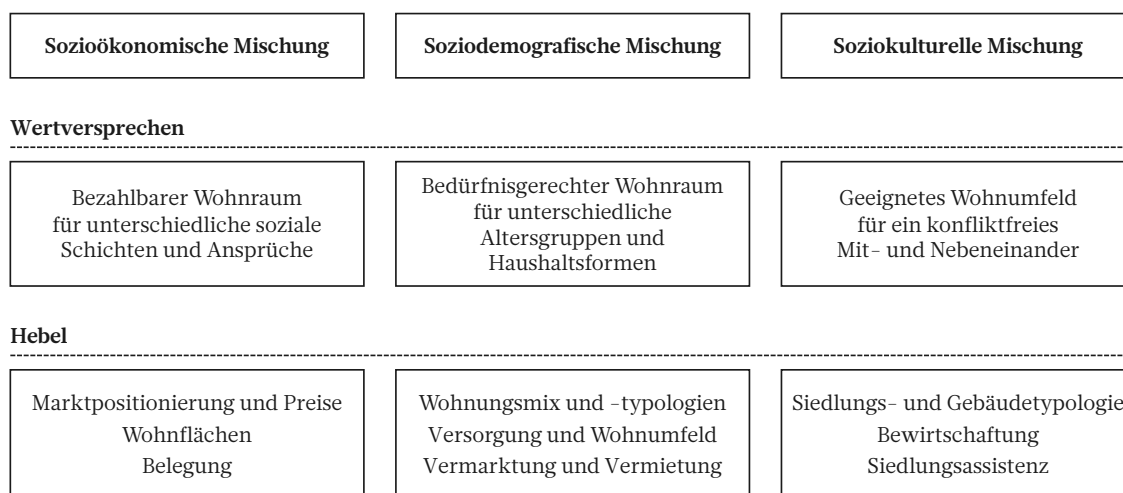 Sozioökonomische Mischung
Soziodemografische Mischung
Soziokulturelle Mischung
Wertversprechen
Bezahlbarer Wohnraum
für unterschiedliche soziale
Schichten und Ansprüche
Bedürfnisgerechter Wohnraum
für unterschiedliche
Altersgruppen und
Haushaltsformen
Geeignetes Wohnumfeld
für ein konfliktfreies
Mit- und Nebeneinander
Hebel
Marktpositionierung und Preise
Wohnflächen
Belegung
Wohnungsmix und -typologien
Versorgung und Wohnumfeld
Vermarktung und Vermietung
Siedlungs- und Gebäudetypologie
Bewirtschaftung
Siedlungsassistenz